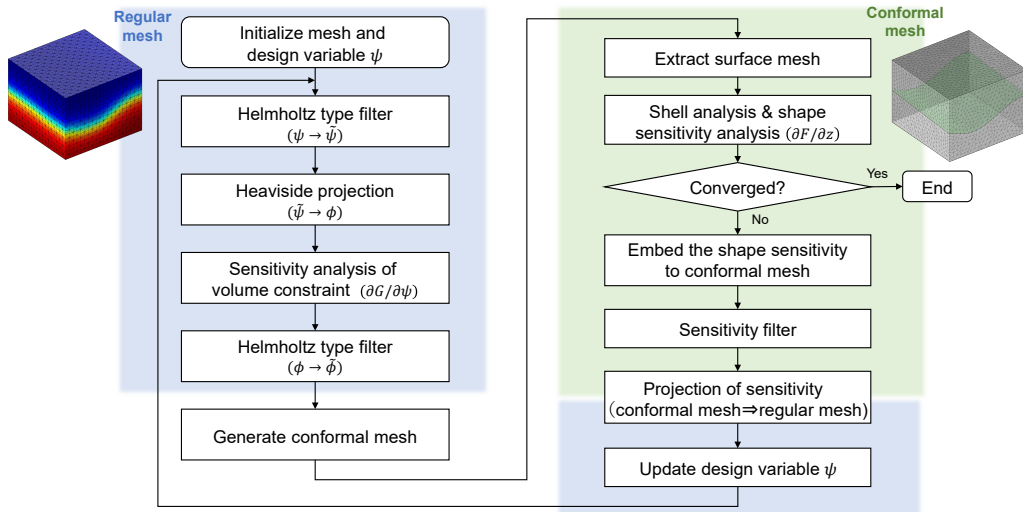 Regular
mesh
Initialize mesh and
design variable ψ
Helmholtz type filter
(ψ → ψ̃)
Heaviside projection
(ψ̃ → ϕ)
Sensitivity analysis of
volume constraint (∂G/∂ψ)
Helmholtz type filter
(ϕ → ϕ̃)
Generate conformal mesh
Conformal
mesh
Extract surface mesh
Shell analysis & shape
sensitivity analysis (∂F/∂z)
Converged?
Yes
End
No
Embed the shape sensitivity
to conformal mesh
Sensitivity filter
Projection of sensitivity
(conformal mesh⇒regular mesh)
Update design variable ψ